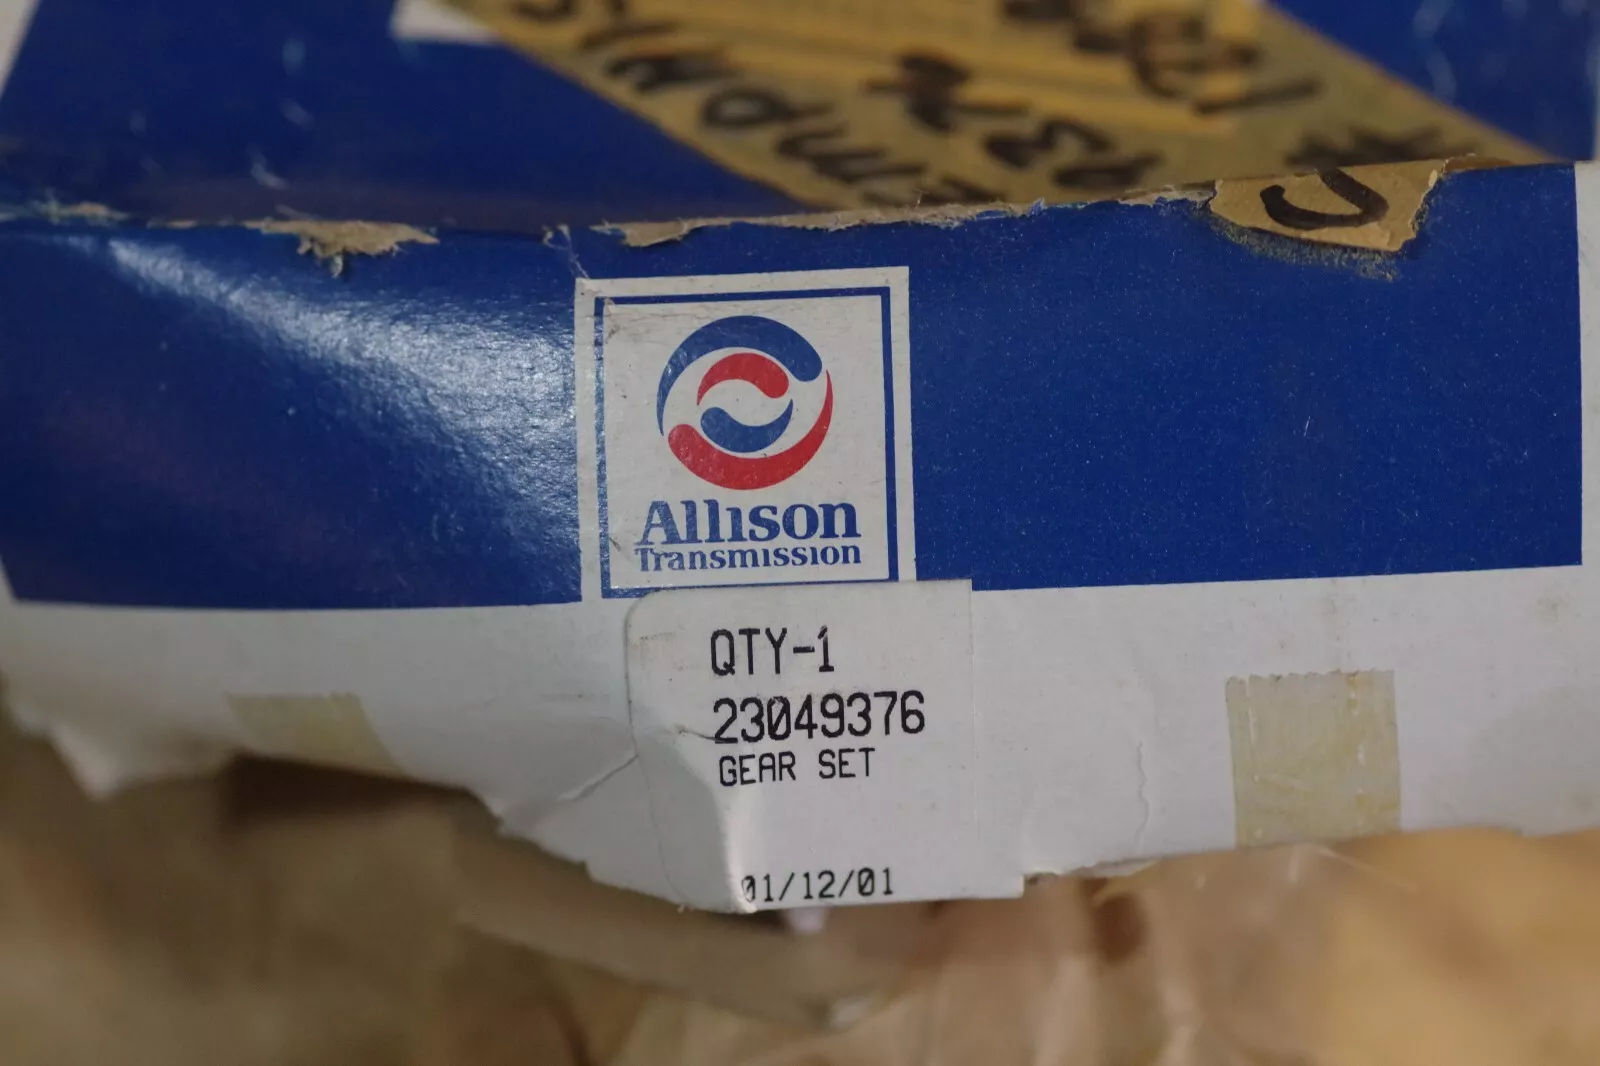 Allison
Transmission
QTY-1
23049376
GEAR SET
01/12/01